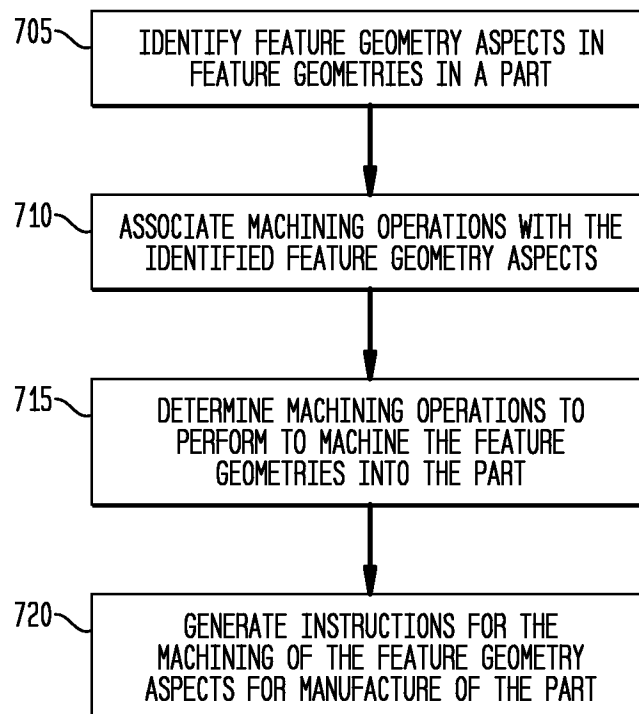 705
IDENTIFY FEATURE GEOMETRY ASPECTS IN
FEATURE GEOMETRIES IN A PART
710
ASSOCIATE MACHINING OPERATIONS WITH THE
IDENTIFIED FEATURE GEOMETRY ASPECTS
715
DETERMINE MACHINING OPERATIONS TO
PERFORM TO MACHINE THE FEATURE
GEOMETRIES INTO THE PART
720
GENERATE INSTRUCTIONS FOR THE
MACHINING OF THE FEATURE GEOMETRY
ASPECTS FOR MANUFACTURE OF THE PART